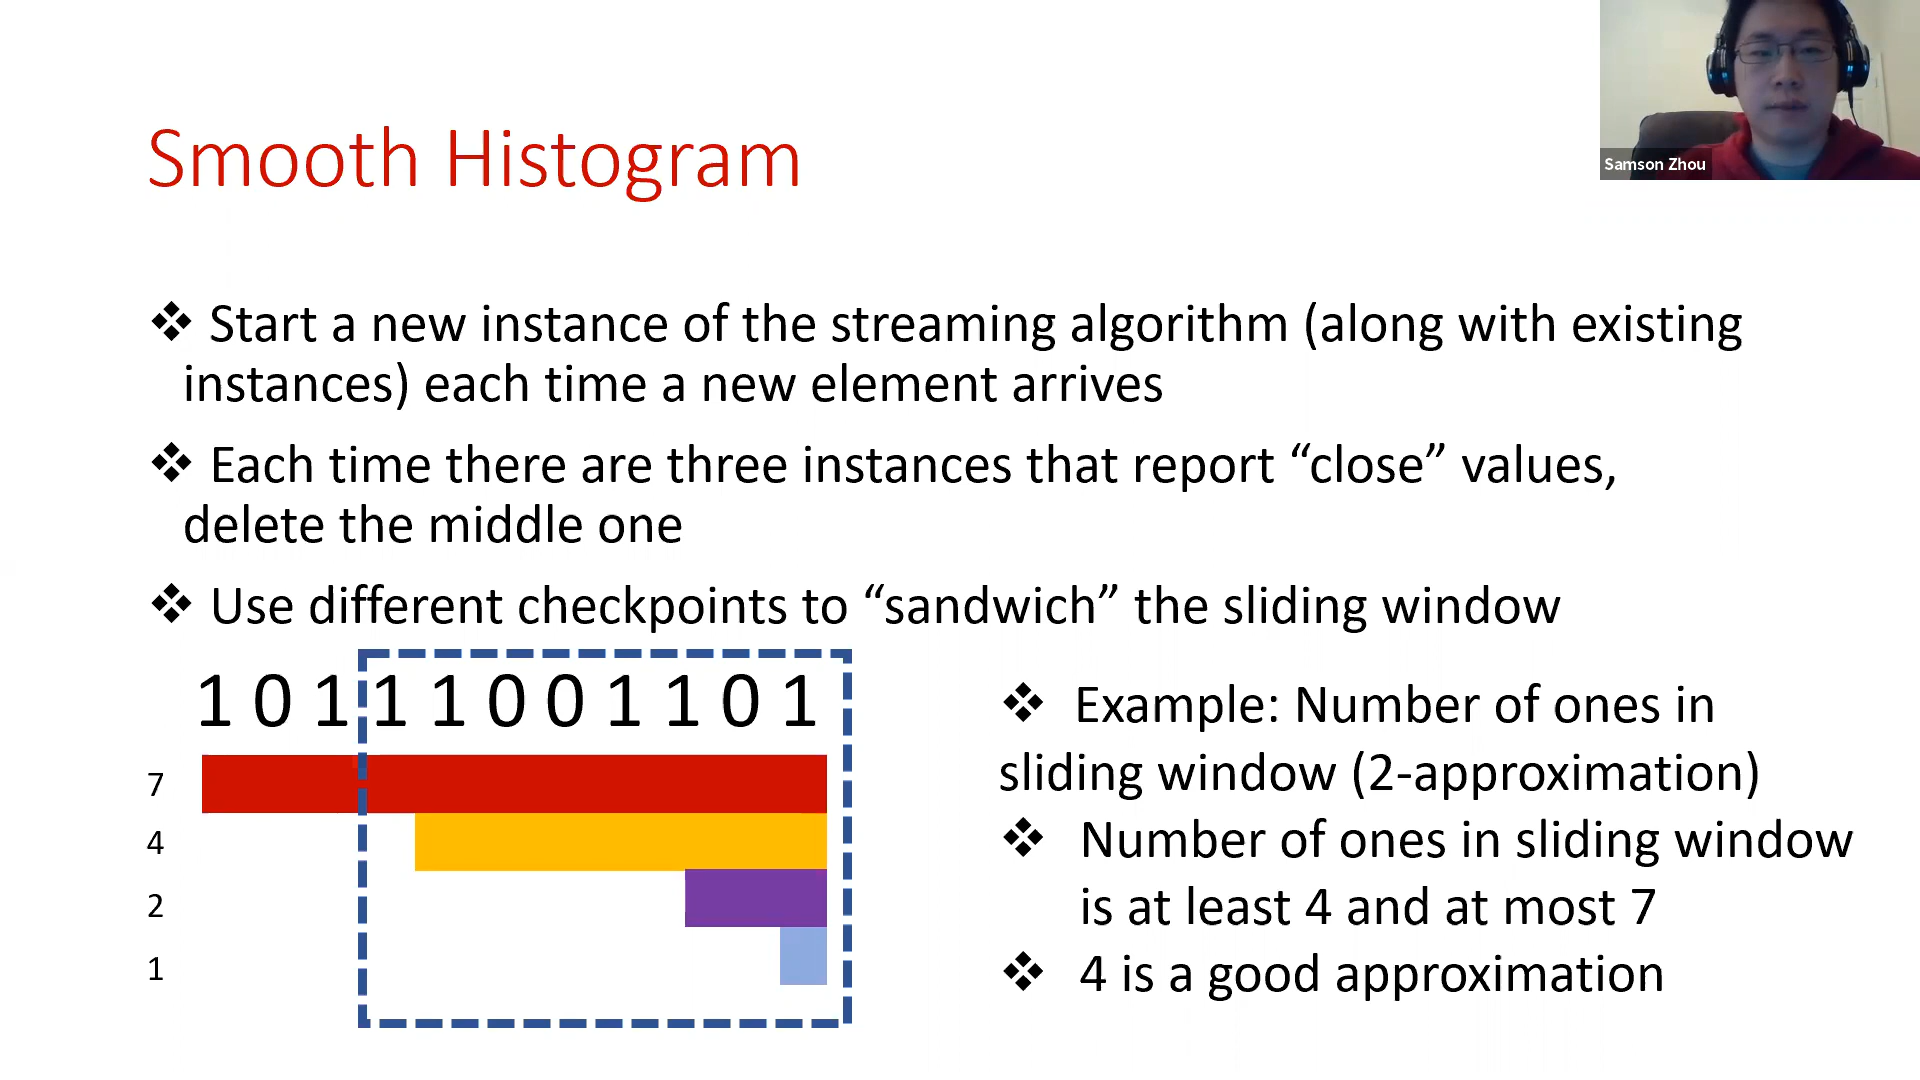 Samson Zhou
Smooth Histogram
❖ Start a new instance of the streaming algorithm (along with existing
instances) each time a new element arrives
❖ Each time there are three instances that report “close” values,
delete the middle one
❖ Use different checkpoints to “sandwich” the sliding window
1 0 1 1 1 0 0 1 1 0 1
7
4
2
1
❖ Example: Number of ones in
sliding window (2-approximation)
❖ Number of ones in sliding window
is at least 4 and at most 7
❖ 4 is a good approximation